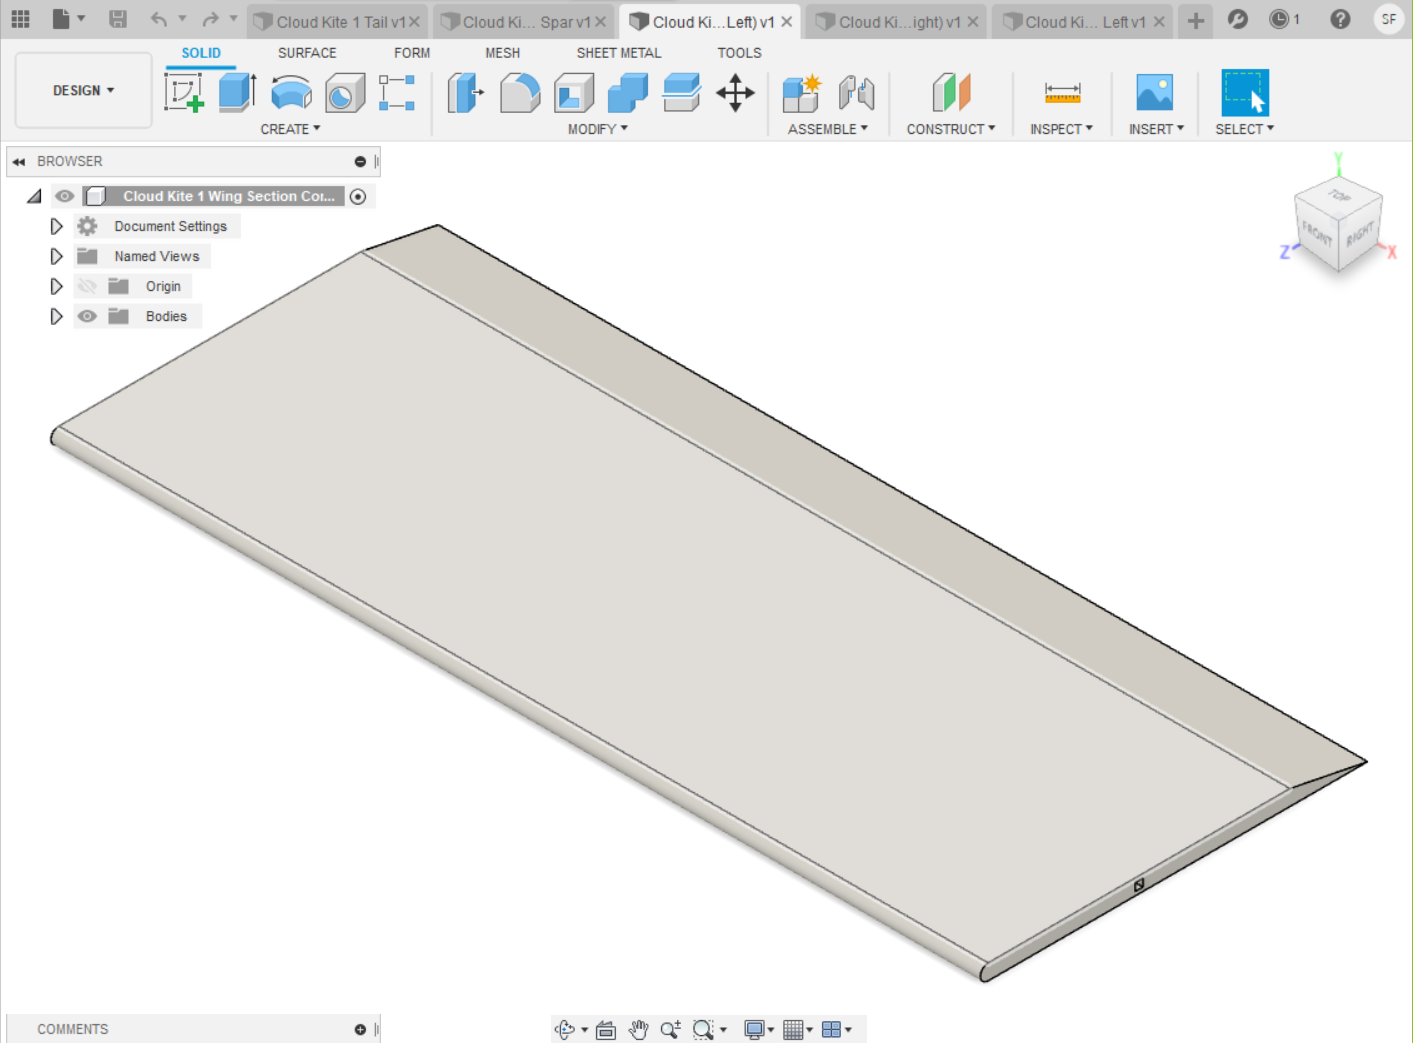 Cloud Kite 1 Tail v1
Cloud Ki... Spar v1
Cloud Ki...Left) v1
Cloud Ki...ight) v1
Cloud Ki... Left v1
1
SF
SOLID
SURFACE
FORM
MESH
SHEET METAL
TOOLS
DESIGN
CREATE
MODIFY
ASSEMBLE
CONSTRUCT
INSPECT
INSERT
SELECT
BROWSER
Cloud Kite 1 Wing Section Cor...
Document Settings
Named Views
Origin
Bodies
Y
TOP
FRONT
RIGHT
Z
X
COMMENTS